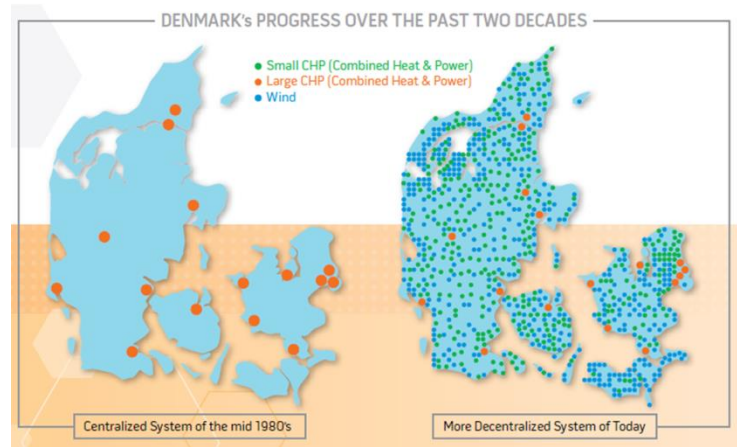 DENMARK's PROGRESS OVER THE PAST TWO DECADES
Small CHP (Combined Heat & Power)
Large CHP (Combined Heat & Power)
Wind
Centralized System of the mid 1980's
More Decentralized System of Today